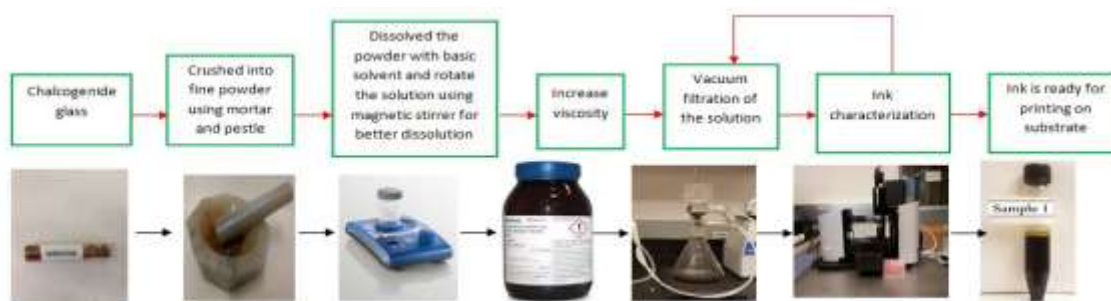 Chalcogenide
glass
Crushed into
fine powder
using mortar
and pestle
Dissolved the
powder with basic
solvent and rotate
the solution using
magnetic stirrer for
better dissolution
Increase
viscosity
Vacuum
filtration of
the solution
Ink
characterization
Ink is ready for
printing on
substrate
Sample 1